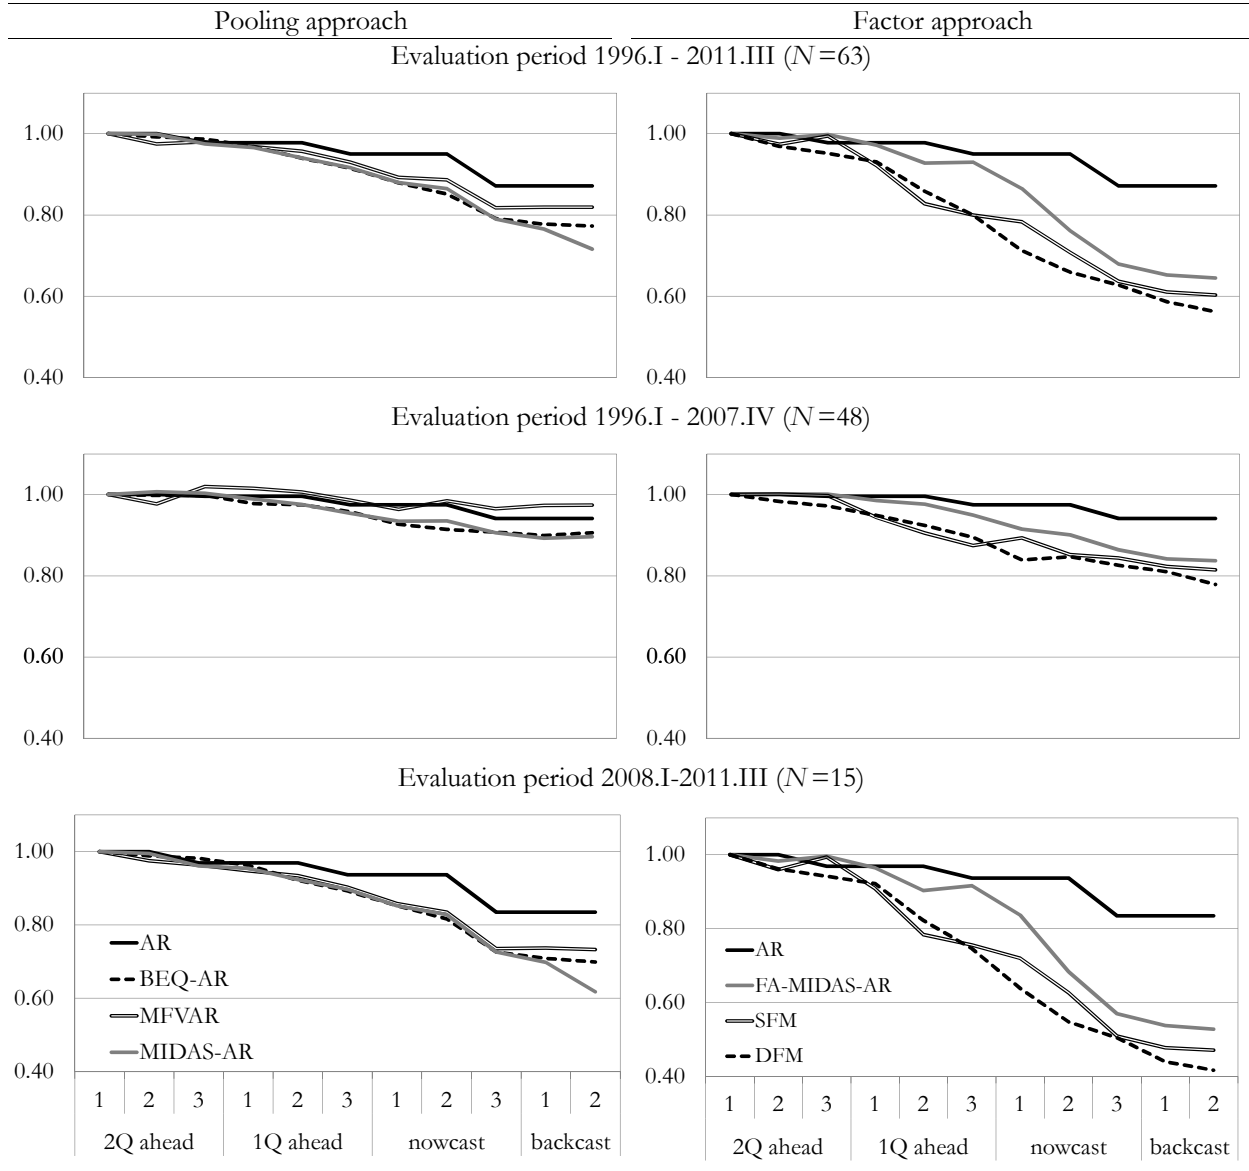 Pooling approach
Factor approach
Evaluation period 1996.I - 2011.III (N=63)
1.00
0.80
0.60
0.40
1.00
0.80
0.60
0.40
Evaluation period 1996.I - 2007.IV (N=48)
1.00
0.80
0.60
0.40
1.00
0.80
0.60
0.40
Evaluation period 2008.I-2011.III (N=15)
1.00
0.80
0.60
0.40
AR
BEQ-AR
MFVAR
MIDAS-AR
1 2 3 1 2 3 1 2 3 1 2
2Q ahead 1Q ahead nowcast backcast
1.00
0.80
0.60
0.40
AR
FA-MIDAS-AR
SFM
DFM
1 2 3 1 2 3 1 2 3 1 2
2Q ahead 1Q ahead nowcast backcast